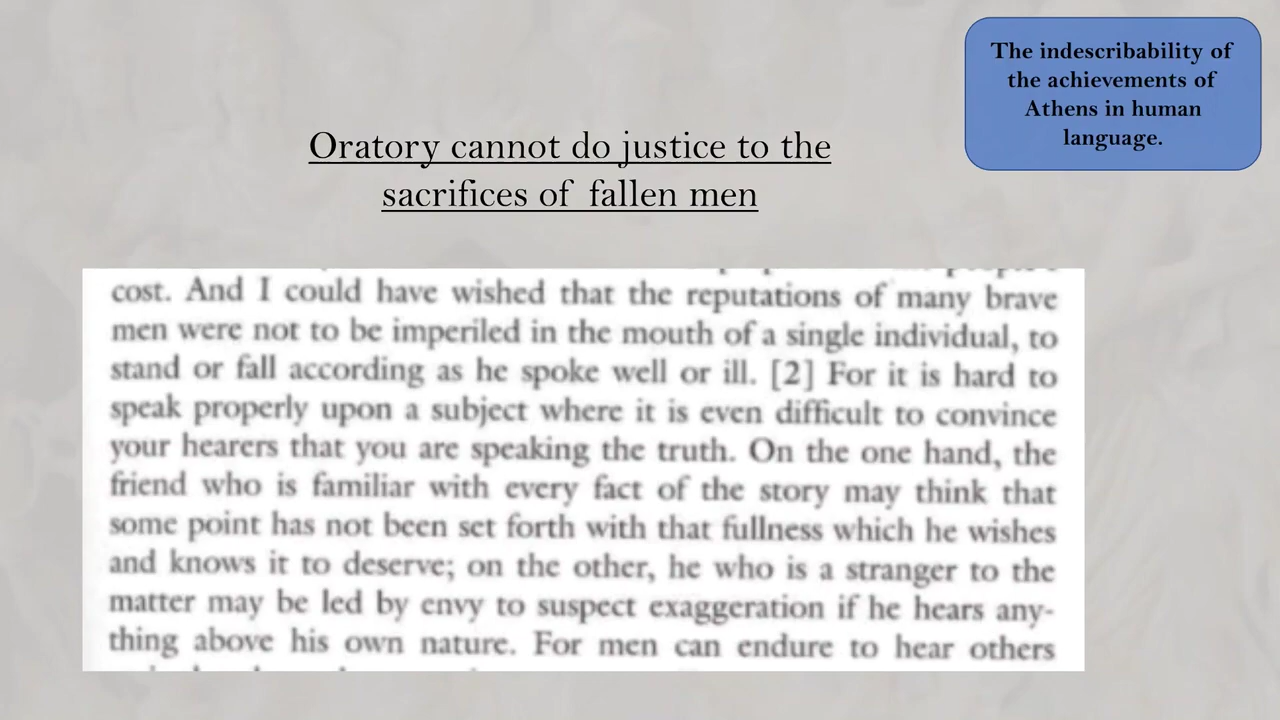 The indescribability of
the achievements of
Athens in human
language.
Oratory cannot do justice to the
sacrifices of fallen men
cost. And I could have wished that the reputations of many brave
men were not to be imperiled in the mouth of a single individual, to
stand or fall according as he spoke well or ill. [2] For it is hard to
speak properly upon a subject where it is even difficult to convince
your hearers that you are speaking the truth. On the one hand, the
friend who is familiar with every fact of the story may think that
some point has not been set forth with that fullness which he wishes
and knows it to deserve; on the other, he who is a stranger to the
matter may be led by envy to suspect exaggeration if he hears any-
thing above his own nature. For men can endure to hear others